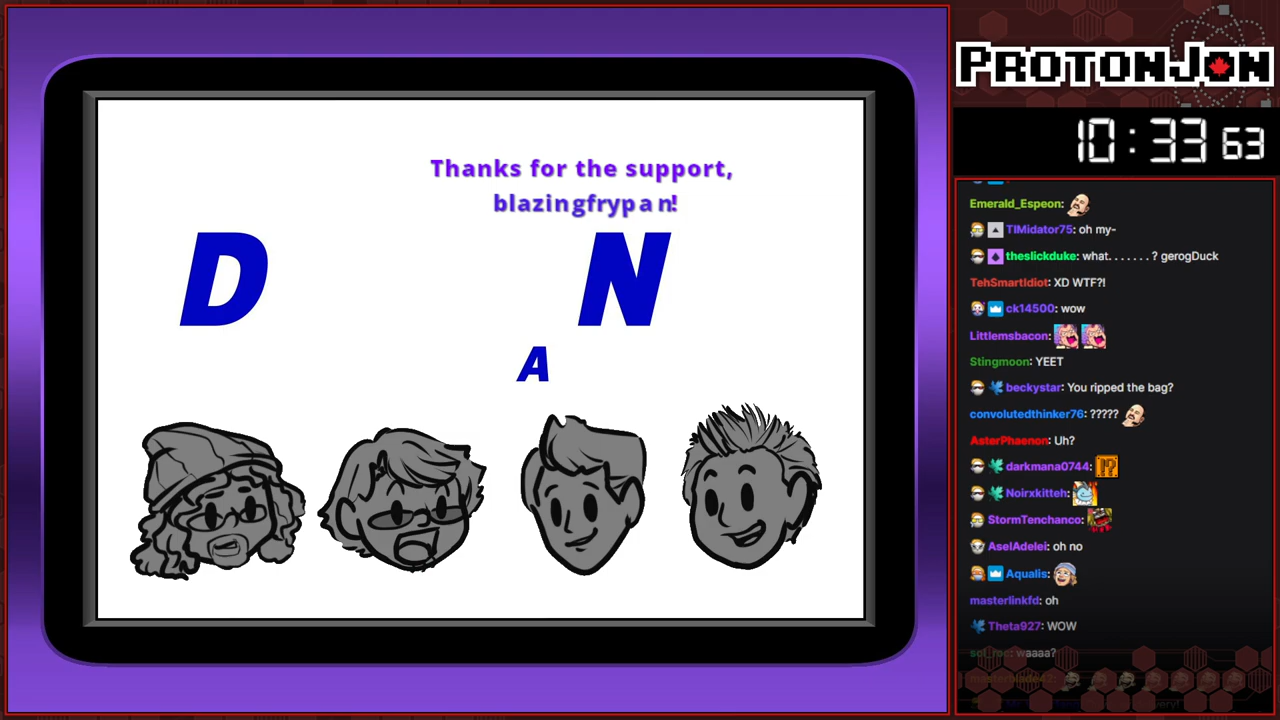 PROTONJON
10:33 63
Thanks for the support,
blazingfrypan!
D N
A
Emerald_Espeon:
TIMidator75: oh my-
theslickduke: what. . . . . . . ? gerogDuck
TehSmartIdiot: XD WTF?!
ck14500: wow
Littlemsbacon:
Stingmoon: YEET
beckystar: You ripped the bag?
convolutedthinker76: ?????
AsterPhaenon: Uh?
darkmana0744:
Noirxkitteh:
StormTenchanco:
AselAdelei: oh no
Aqualis:
masterlinkfd: oh
Theta927: WOW
waaaa?